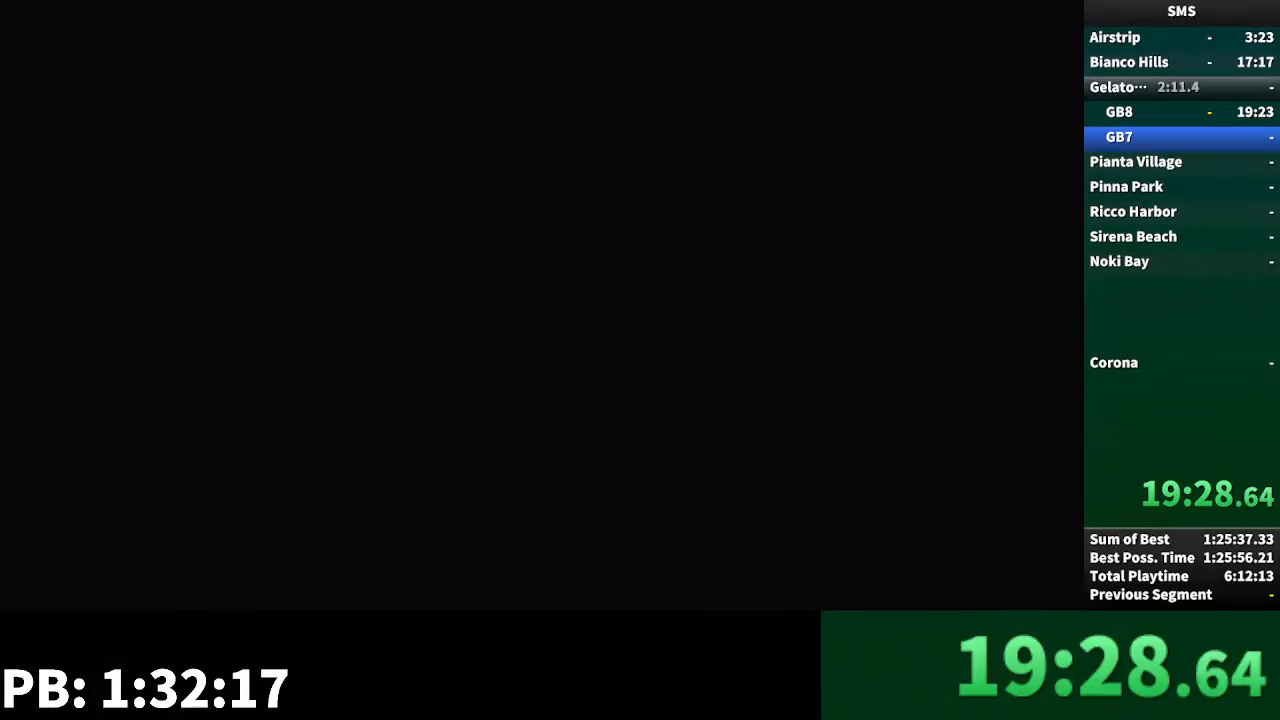 SMS
Airstrip - 3:23
Bianco Hills - 17:17
Gelato··· 2:11.4 -
GB8 - 19:23
GB7 -
Pianta Village -
Pinna Park -
Ricco Harbor -
Sirena Beach -
Noki Bay -
Corona -
19:28.64
Sum of Best 1:25:37.33
Best Poss. Time 1:25:56.21
Total Playtime 6:12:13
Previous Segment -
PB: 1:32:17
19:28.64